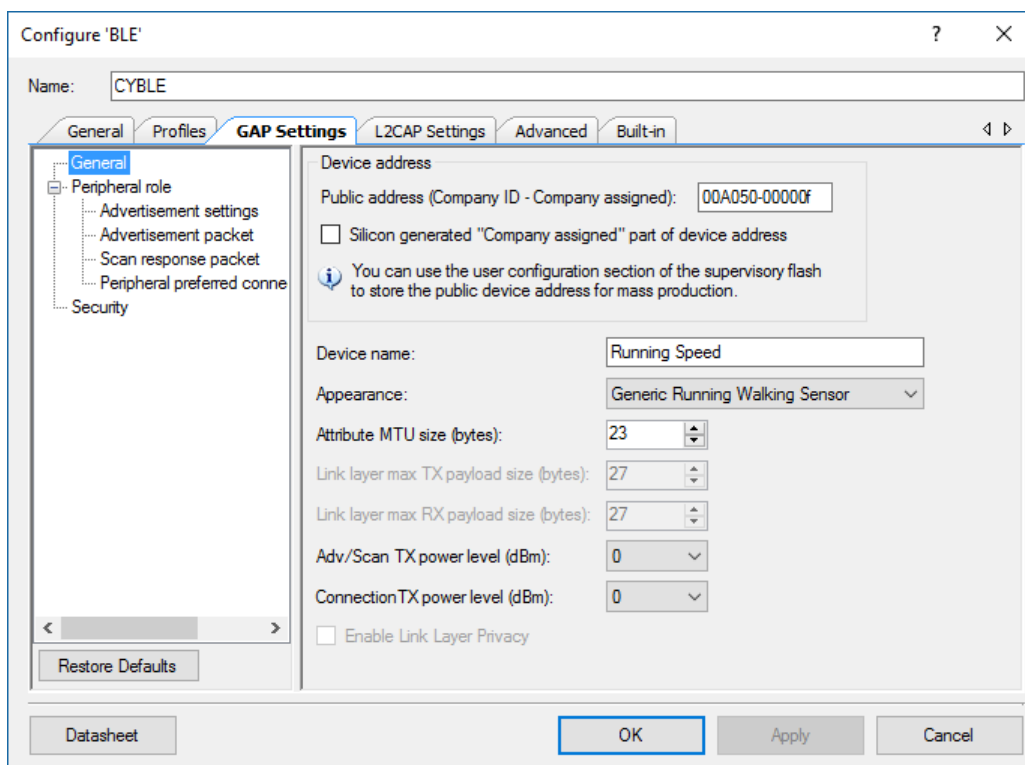 Configure 'BLE'
?
Name:
CYBLE
General
Profiles
GAP Settings
L2CAP Settings
Advanced
Built-in
General
Peripheral role
Advertisement settings
Advertisement packet
Scan response packet
Peripheral preferred conne
Security
Restore Defaults
Device address
Public address (Company ID - Company assigned):
00A050-00000f
Silicon generated "Company assigned" part of device address
You can use the user configuration section of the supervisory flash
to store the public device address for mass production.
Device name:
Running Speed
Appearance:
Generic Running Walking Sensor
Attribute MTU size (bytes):
23
Link layer max TX payload size (bytes):
27
Link layer max RX payload size (bytes):
27
Adv/Scan TX power level (dBm):
0
ConnectionTX power level (dBm):
0
Enable Link Layer Privacy
Datasheet
OK
Apply
Cancel